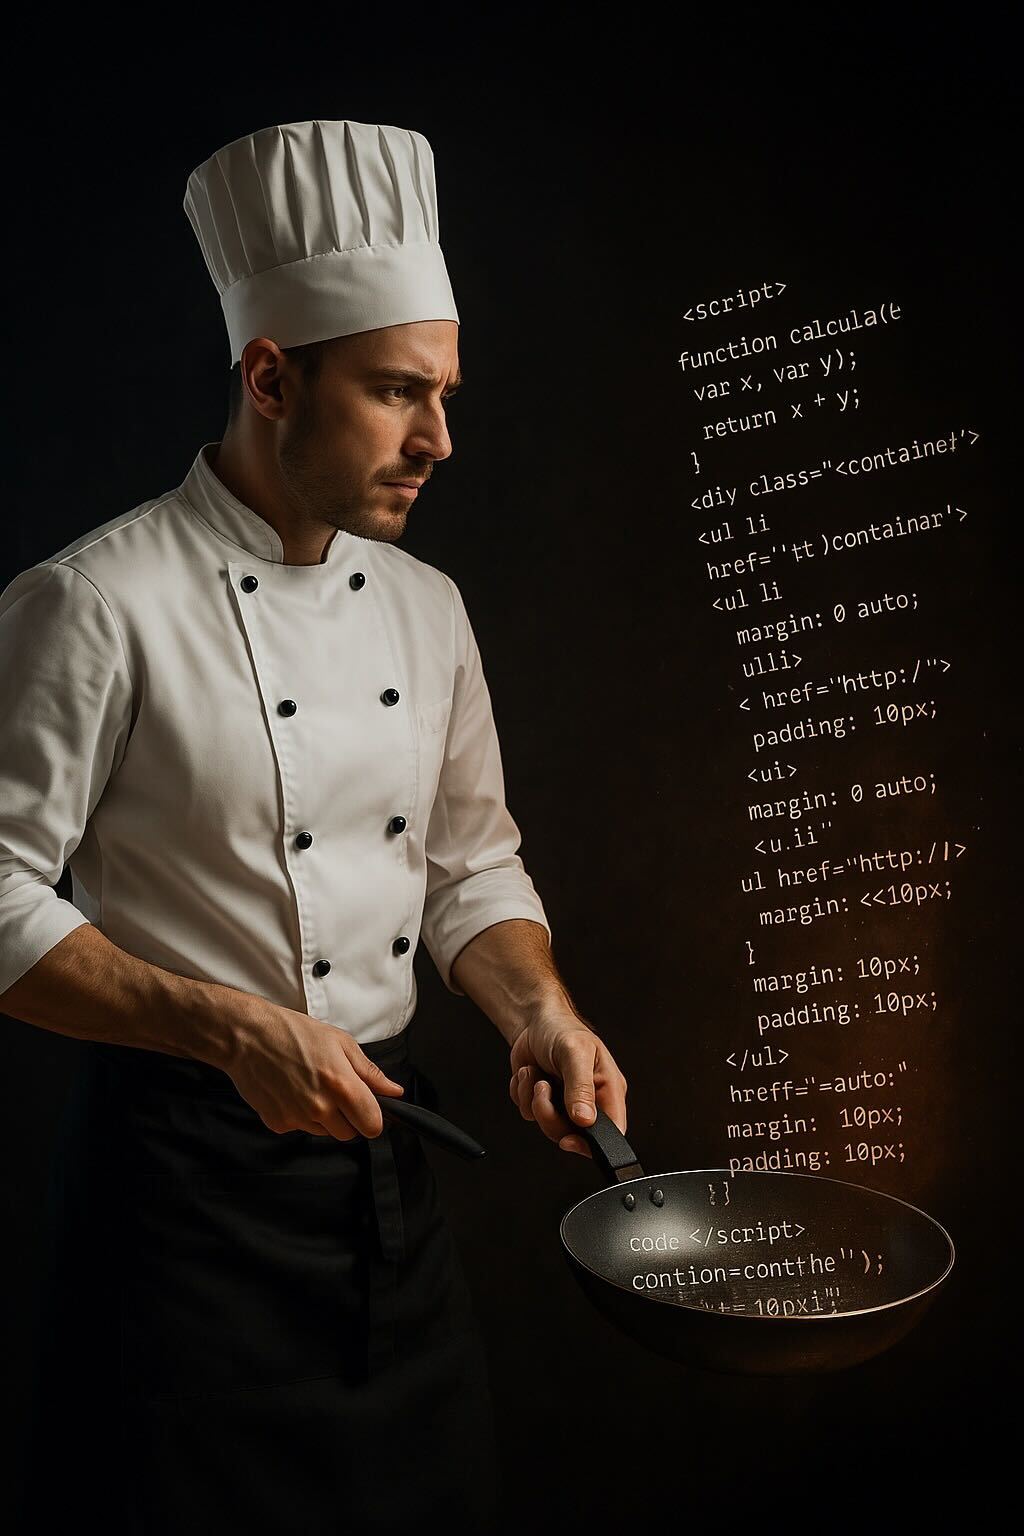 <script>
function calcula(t
var x, var y);
return x + y;
}
<diy class="<container'>
<ul li
href=''tt )containar'>
<ul li
margin: 0 auto;
ulli>
< href="http:/">
padding: 10px;
<ui>
margin: 0 auto;
<u.ii"
ul href="http:/l>
margin: <<10px;
}
margin: 10px;
padding: 10px;
</ul>
hreff="=auto:"
margin: 10px;
padding: 10px;
}}
code </script>
contion=contthe");
10pxi";